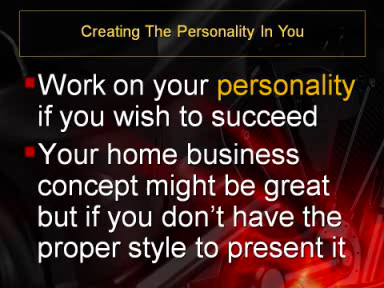 Creating The Personality In You
Work on your personality
if you wish to succeed
Your home business
concept might be great
but if you don't have the
proper style to present it